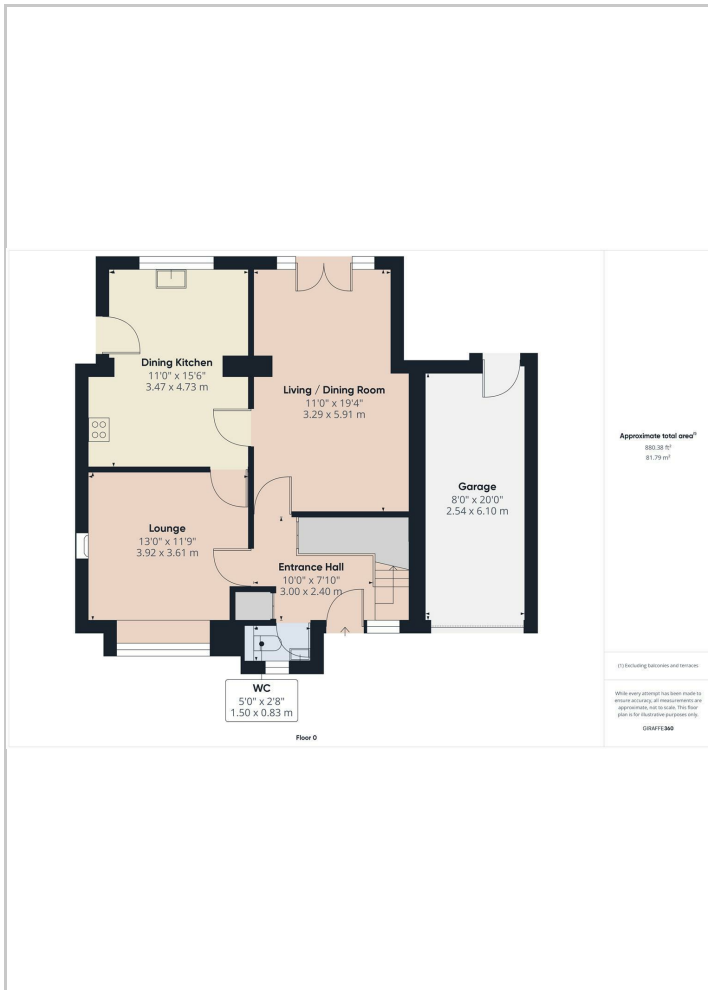 Dining Kitchen
11'0" x 15'6"
3.47 x 4.73 m
Living / Dining Room
11'0" x 19'4"
3.29 x 5.91 m
Garage
8'0" x 20'0"
2.54 x 6.10 m
Lounge
13'0" x 11'9"
3.92 x 3.61 m
Entrance Hall
10'0" x 7'10"
3.00 x 2.40 m
WC
5'0" x 2'8"
1.50 x 0.83 m
Floor 0
Approximate total area⁽¹⁾
880.38 ft²
81.79 m²
(1) Excluding balconies and terraces
While every attempt has been made to
ensure accuracy, all measurements are
approximate, not to scale. This floor
plan is for illustrative purposes only.
GIRAFFE360